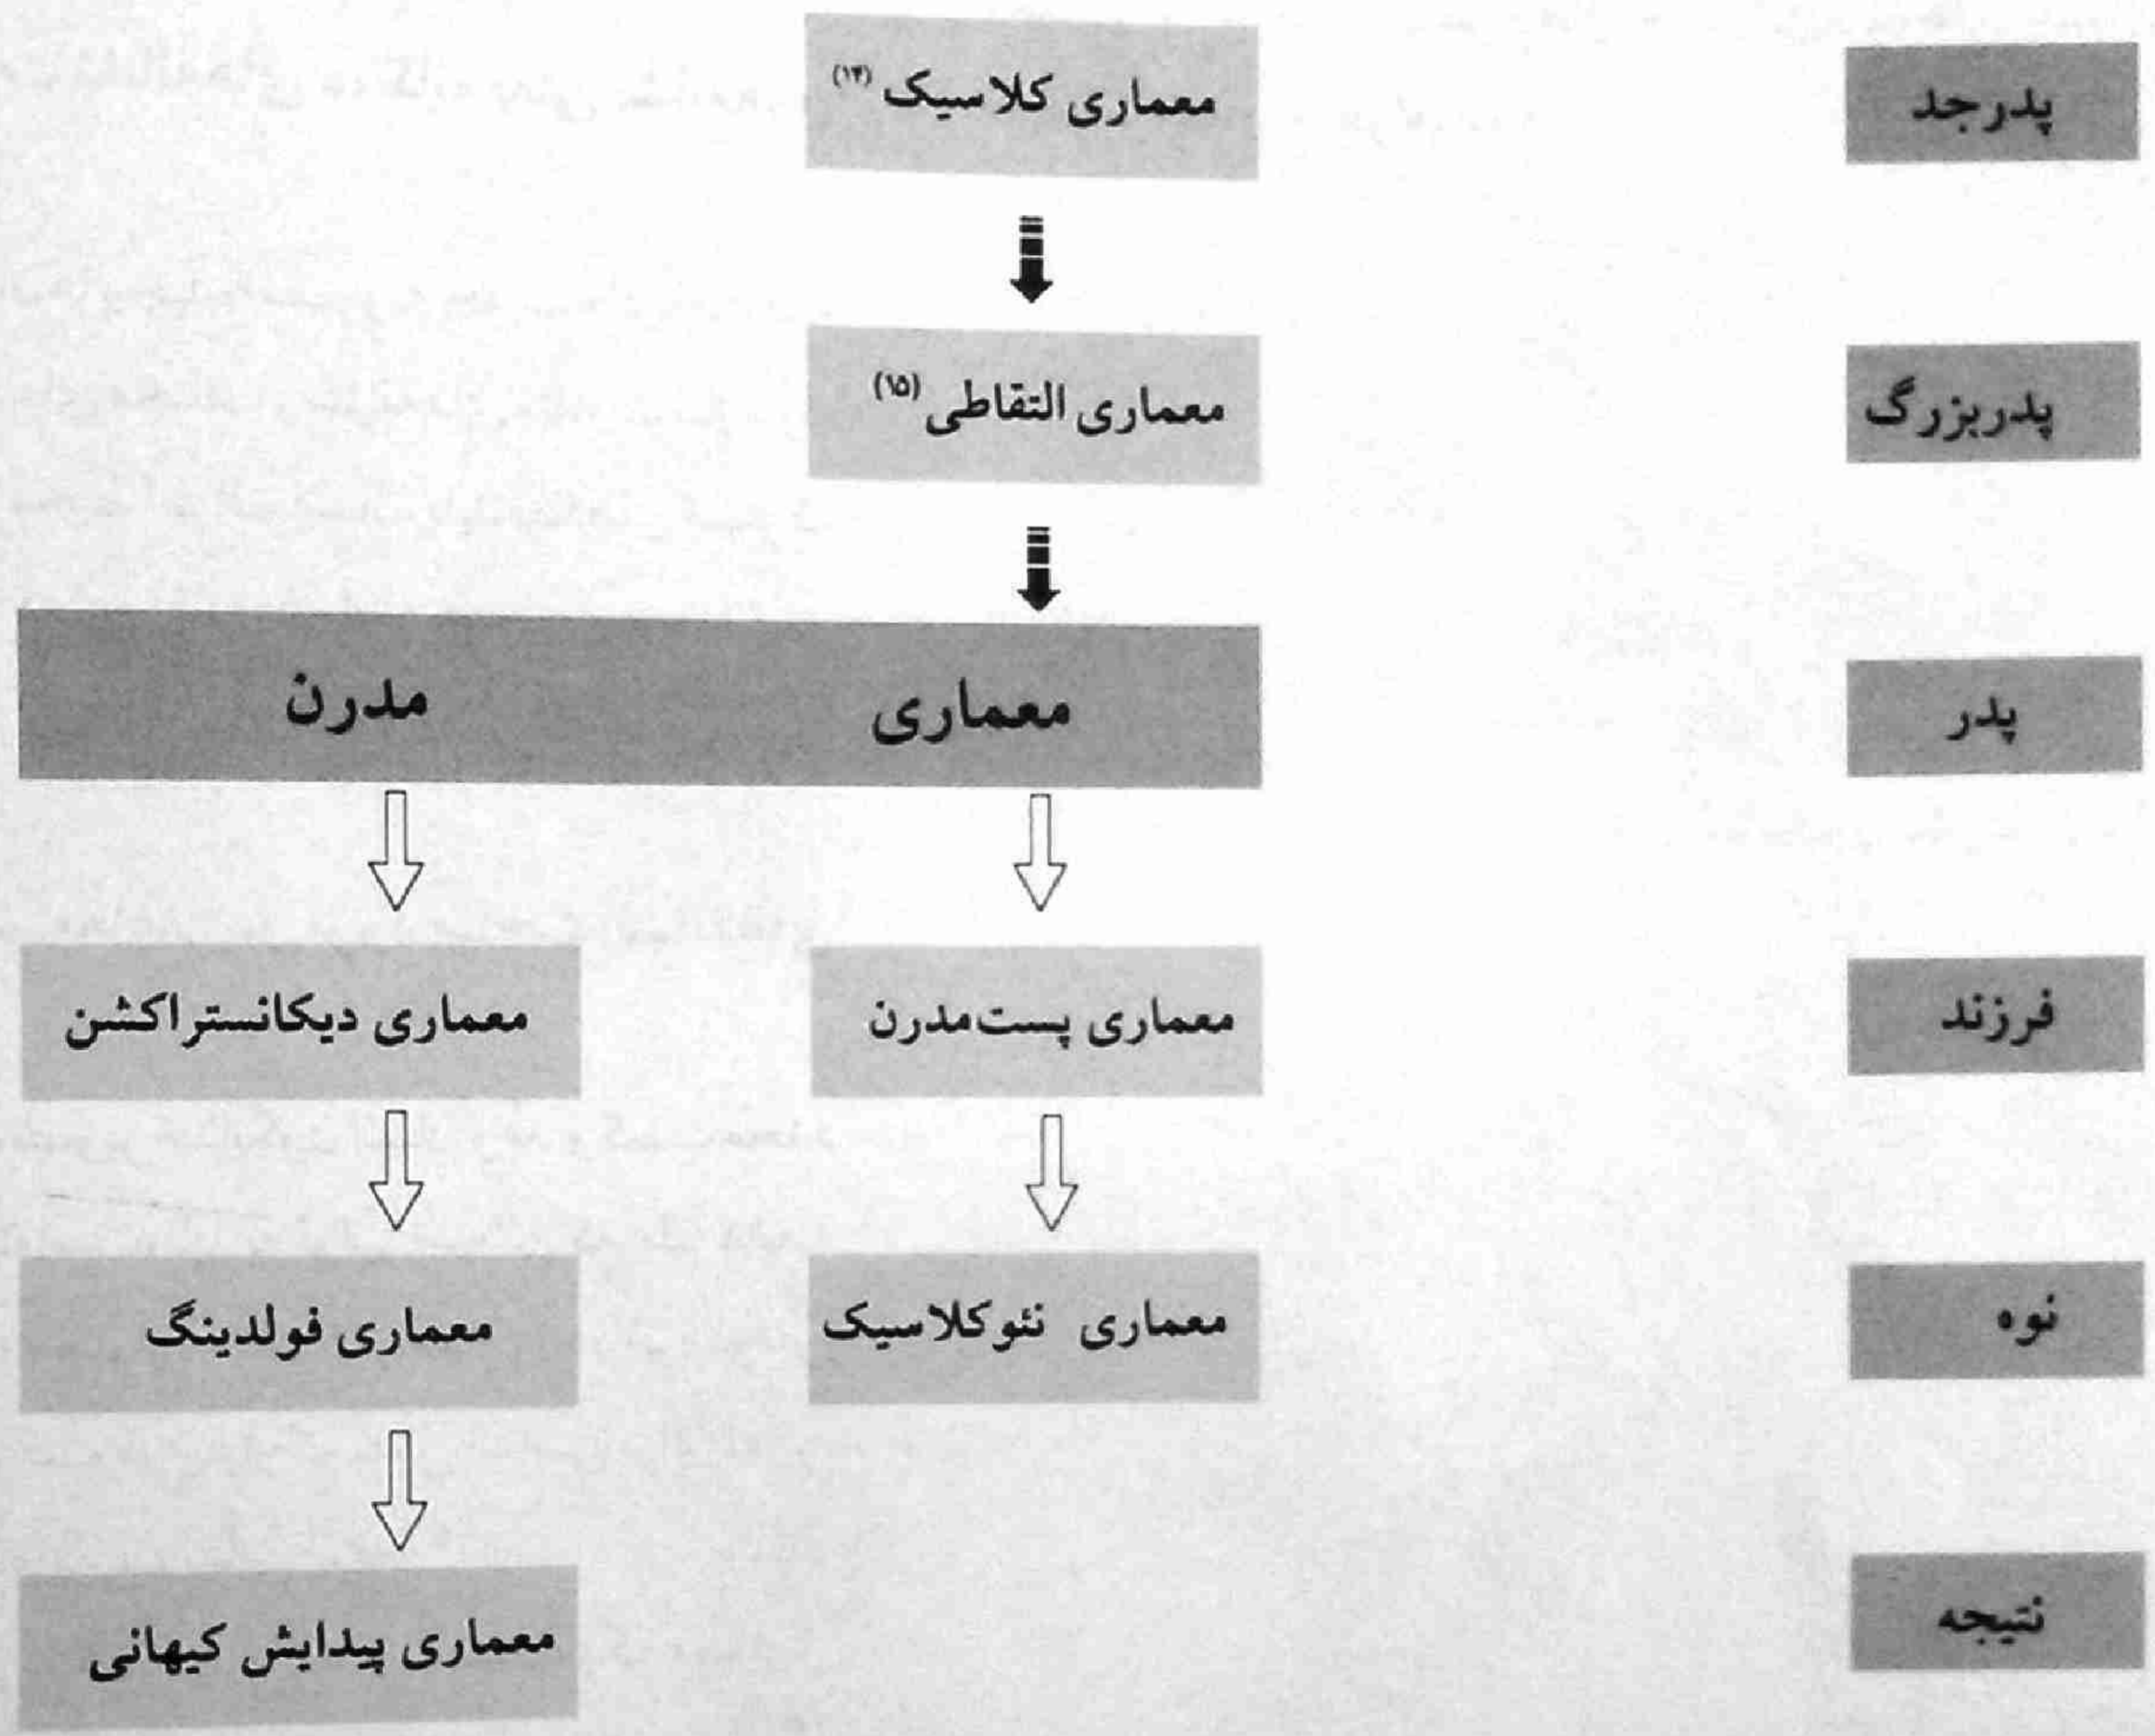 پدرجد
معماری کلاسیک (۱۴)
پدربزرگ
معماری التقاطی (۱۵)
پدر
معماری مدرن
فرزند
معماری پست‌مدرن
معماری دیکانستراکشن
نوه
معماری نئوکلاسیک
معماری فولدینگ
نتیجه
معماری پیدایش کیهانی